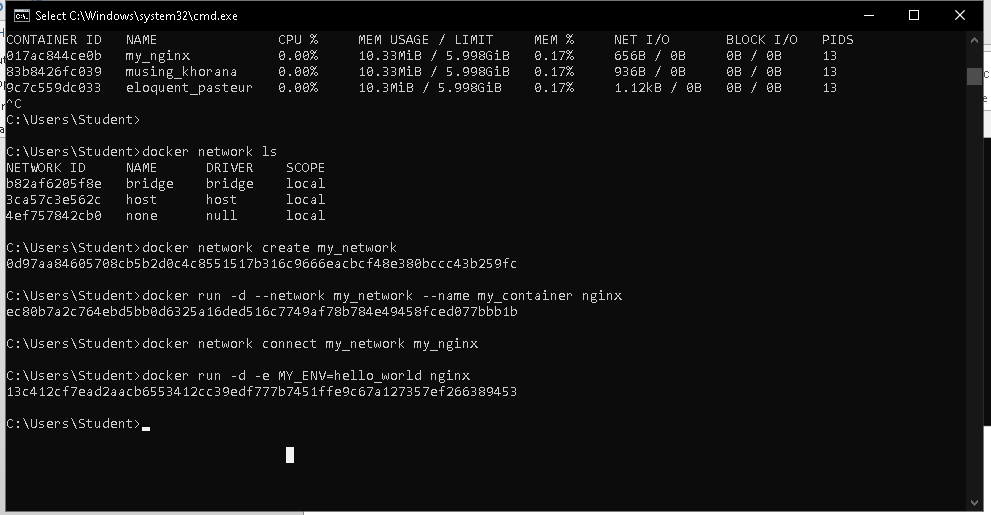 Select C:\Windows\system32\cmd.exe
CONTAINER ID   NAME               CPU %     MEM USAGE / LIMIT     MEM %     NET I/O       BLOCK I/O   PIDS
017ac844ce0b   my_nginx           0.00%     10.33MiB / 5.998GiB   0.17%     656B / 0B     0B / 0B     13
83b8426fc039   musing_khorana     0.00%     10.33MiB / 5.998GiB   0.17%     936B / 0B     0B / 0B     13
9c7c559dc033   eloquent_pasteur   0.00%     10.3MiB / 5.998GiB    0.17%     1.12kB / 0B   0B / 0B     13
^C
C:\Users\Student>
C:\Users\Student>docker network ls
NETWORK ID     NAME      DRIVER    SCOPE
b82af6205f8e   bridge    bridge    local
3ca57c3e562c   host      host      local
4ef757842cb0   none      null      local
C:\Users\Student>docker network create my_network
0d97aa84605708cb5b2d0c4c8551517b316c9666eacbcf48e380bccc43b259fc
C:\Users\Student>docker run -d --network my_network --name my_container nginx
ec80b7a2c764ebd5bb0d6325a16ded516c7749af78b784e49458fced077bbb1b
C:\Users\Student>docker network connect my_network my_nginx
C:\Users\Student>docker run -d -e MY_ENV=hello_world nginx
13c412cf7ead2aacb6553412cc39edf777b7451ffe9c67a127357ef266389453
C:\Users\Student>